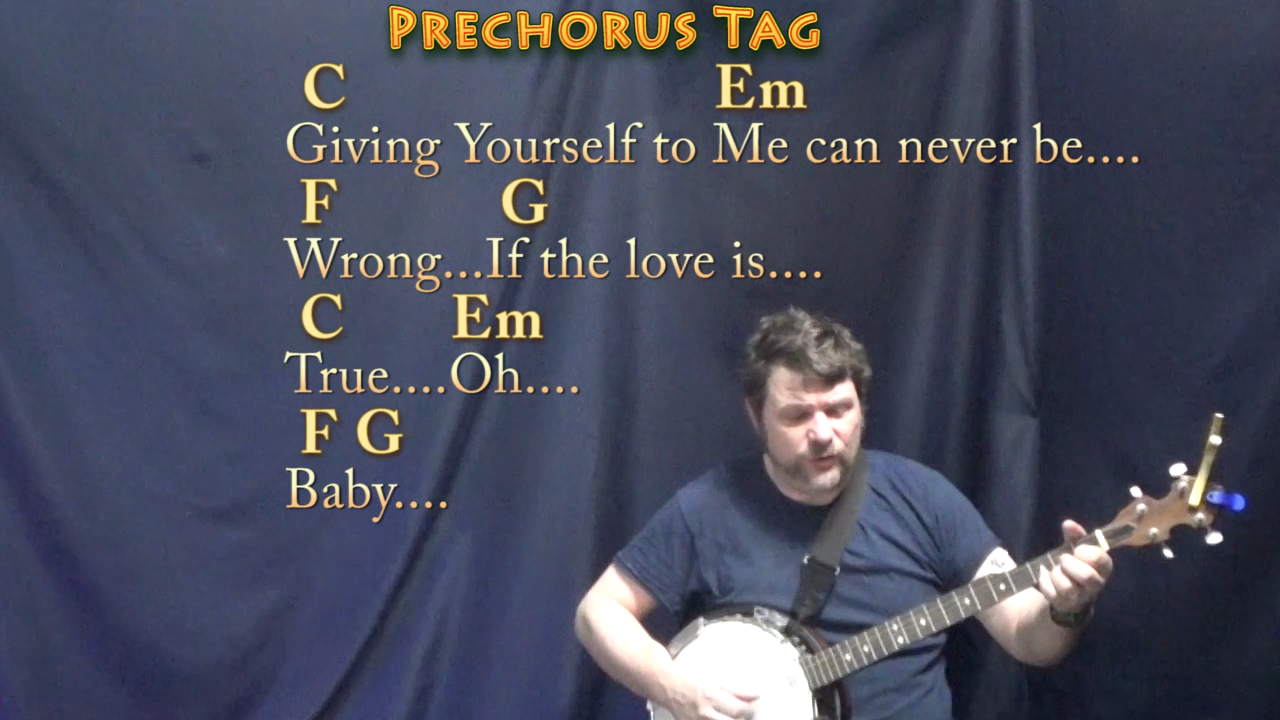 PRECHORUS TAG
C Em
Giving Yourself to Me can never be....
F G
Wrong...If the love is....
C Em
True....Oh....
F G
Baby....